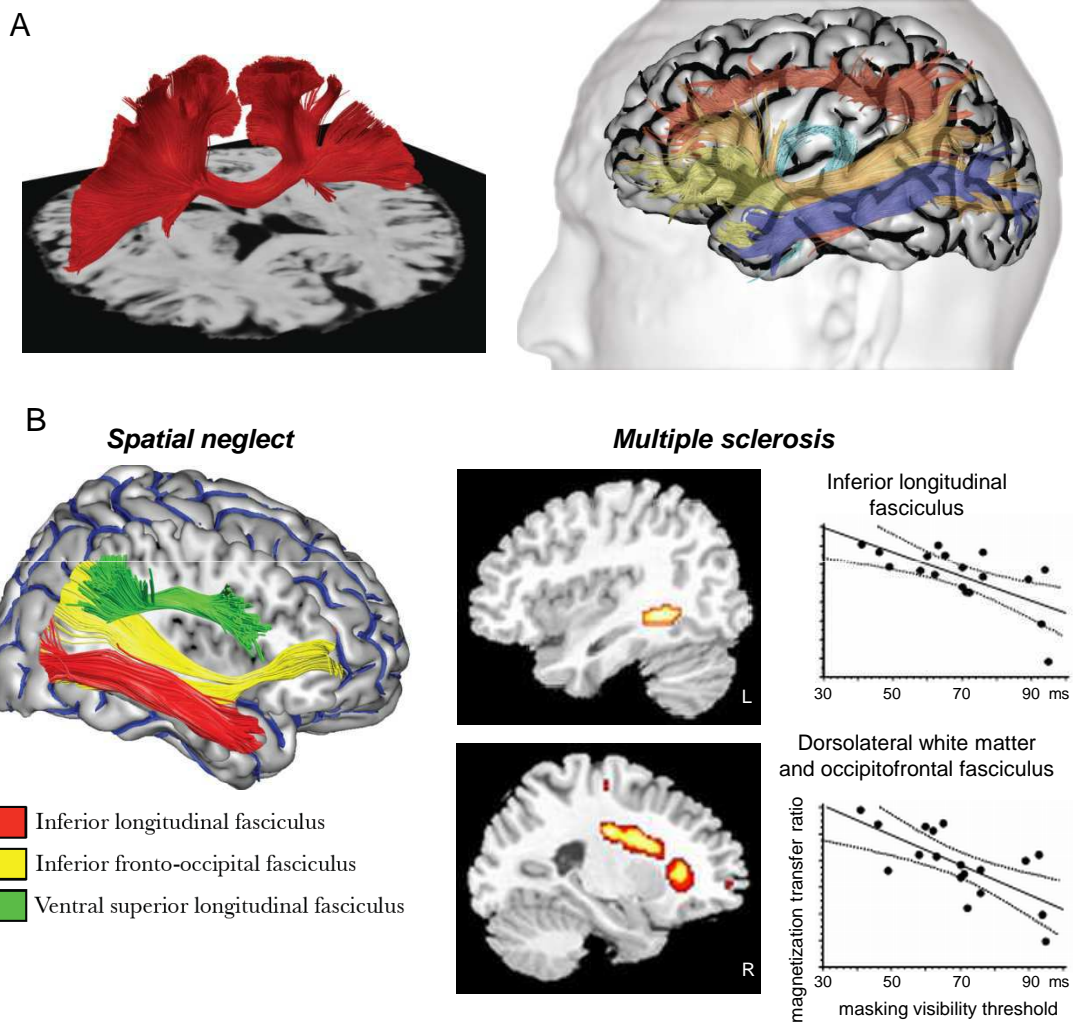 A
B
Spatial neglect
Multiple sclerosis
Inferior longitudinal fasciculus
Inferior fronto-occipital fasciculus
Ventral superior longitudinal fasciculus
L
R
Inferior longitudinal
fasciculus
30 50 70 90 ms
Dorsolateral white matter
and occipitofrontal fasciculus
magnetization transfer ratio
30 50 70 90 ms
masking visibility threshold